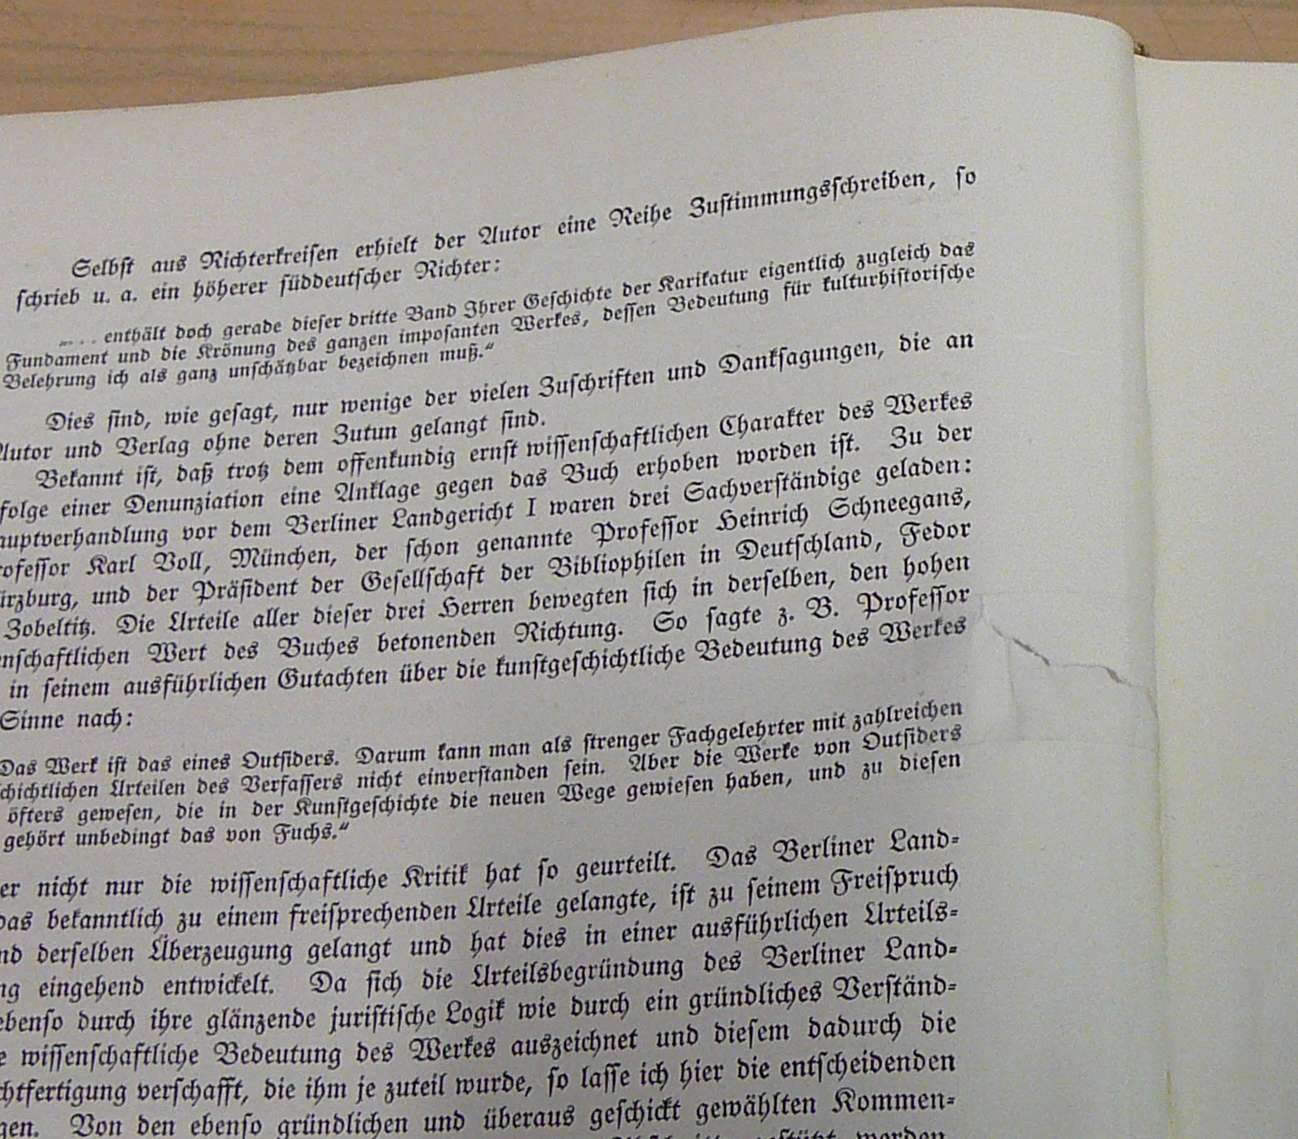 Selbſt aus Richterkreiſen erhielt der Autor eine Reihe Zuſtimmungsſchreiben, ſo
ſchrieb u. a. ein höherer ſüddeutſcher Richter:
„. . . enthält doch gerade dieſer dritte Band Ihrer Geſchichte der Karikatur eigentlich zugleich das
Fundament und die Krönung des ganzen impoſanten Werkes, deſſen Bedeutung für kulturhiſtoriſche
Belehrung ich als ganz unſchätzbar bezeichnen muß.“
Dies ſind, wie geſagt, nur wenige der vielen Zuſchriften und Dankſagungen, die an
Autor und Verlag ohne deren Zutun gelangt ſind.
Bekannt iſt, daß trotz dem offenkundig ernſt wiſſenſchaftlichen Charakter des Werkes
folge einer Denunziation eine Anklage gegen das Buch erhoben worden iſt. Zu der
auptverhandlung vor dem Berliner Landgericht I waren drei Sachverſtändige geladen:
rofeſſor Karl Voll, München, der ſchon genannte Profeſſor Heinrich Schneegans,
ürzburg, und der Präſident der Geſellſchaft der Bibliophilen in Deutſchland, Fedor
Zobeltitz. Die Urteile aller dieſer drei Herren bewegten ſich in derſelben, den hohen
nſchaftlichen Wert des Buches betonenden Richtung. So ſagte z. B. Profeſſor
in ſeinem ausführlichen Gutachten über die kunſtgeſchichtliche Bedeutung des Werkes
Sinne nach:
Das Werk iſt das eines Outſiders. Darum kann man als ſtrenger Fachgelehrter mit zahlreichen
ſchichtlichen Urteilen des Verfaſſers nicht einverſtanden ſein. Aber die Werke von Outſiders
öfters geweſen, die in der Kunſtgeſchichte die neuen Wege gewieſen haben, und zu dieſen
gehört unbedingt das von Fuchs.“
er nicht nur die wiſſenſchaftliche Kritik hat ſo geurteilt. Das Berliner Land-
das bekanntlich zu einem freiſprechenden Urteile gelangte, iſt zu ſeinem Freiſpruch
nd derſelben Überzeugung gelangt und hat dies in einer ausführlichen Urteils-
ng eingehend entwickelt. Da ſich die Urteilsbegründung des Berliner Land-
ebenſo durch ihre glänzende juriſtiſche Logik wie durch ein gründliches Verſtänd-
e wiſſenſchaftliche Bedeutung des Werkes auszeichnet und dieſem dadurch die
chtfertigung verſchafft, die ihm je zuteil wurde, ſo laſſe ich hier die entſcheidenden
gen. Von den ebenſo gründlichen und überaus geſchickt gewählten Kommen-